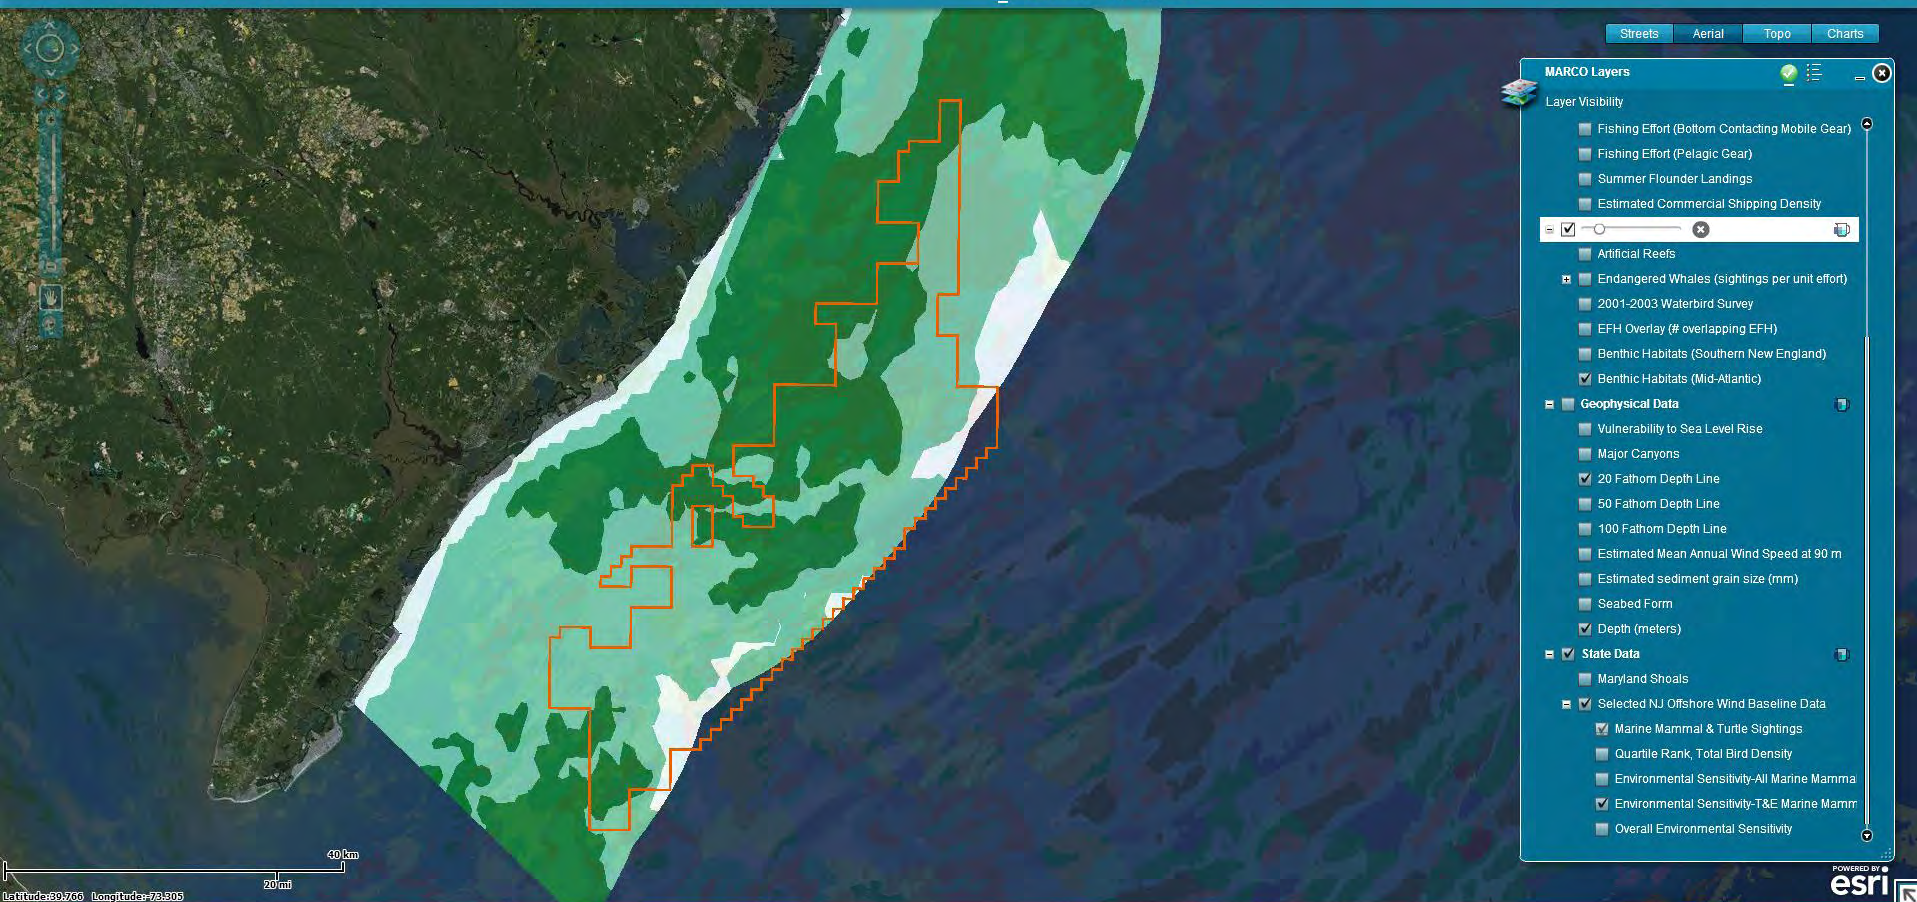 Streets
Aerial
Topo
Charts
MARCO Layers
Layer Visibility
Fishing Effort (Bottom Contacting Mobile Gear)
Fishing Effort (Pelagic Gear)
Summer Flounder Landings
Estimated Commercial Shipping Density
Artificial Reefs
Endangered Whales (sightings per unit effort)
2001-2003 Waterbird Survey
EFH Overlay (# overlapping EFH)
Benthic Habitats (Southern New England)
Benthic Habitats (Mid-Atlantic)
Geophysical Data
Vulnerability to Sea Level Rise
Major Canyons
20 Fathom Depth Line
50 Fathom Depth Line
100 Fathom Depth Line
Estimated Mean Annual Wind Speed at 90 m
Estimated sediment grain size (mm)
Seabed Form
Depth (meters)
State Data
Maryland Shoals
Selected NJ Offshore Wind Baseline Data
Marine Mammal & Turtle Sightings
Quartile Rank, Total Bird Density
Environmental Sensitivity-All Marine Mammal
Environmental Sensitivity-T&E Marine Mamm
Overall Environmental Sensitivity
40 km
20 mi
Latitude:39.766 Longitude:-73.305
POWERED BY
esri